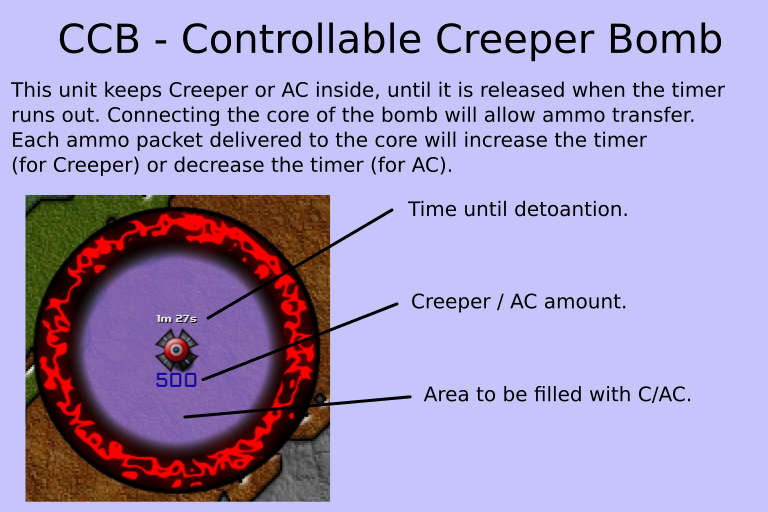 CCB - Controllable Creeper Bomb
This unit keeps Creeper or AC inside, until it is released when the timer
runs out. Connecting the core of the bomb will allow ammo transfer.
Each ammo packet delivered to the core will increase the timer
(for Creeper) or decrease the timer (for AC).
Time until detoantion.
1m 27s
Creeper / AC amount.
500
Area to be filled with C/AC.